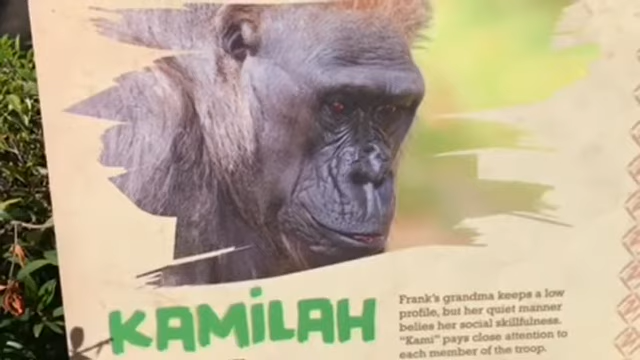 KAMiLAH
Frank's grandma keeps a low
profile, but her quiet manner
belies her social skillfulness.
"Kami" pays close attention to
each member of the troop.